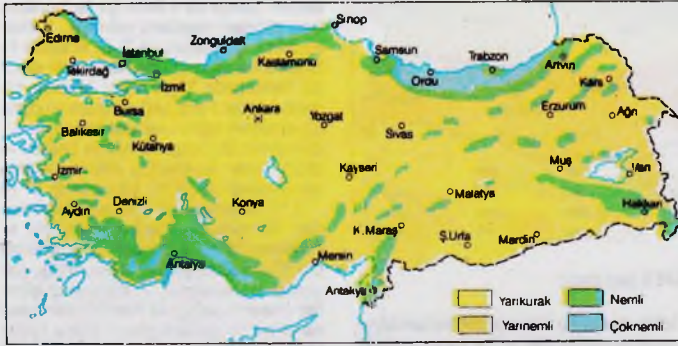 Sinop
Edirne
İstanbul
Zonguldak
Kastamonu
Samsun
Trabzon
Artvin
Tekirdağ
İzmit
Ordu
Kars
Bursa
Ankara
Yozgat
Sivas
Erzurum
Ağrı
Balıkesir
Kütahya
İzmir
Kayseri
Muş
Van
Aydın
Denizli
Konya
Malatya
Hakkari
Antalya
Mersin
K.Maraş
Ş.Urfa
Mardin
Antakya
Yarıkurak
Nemli
Yarınemli
Çoknemli